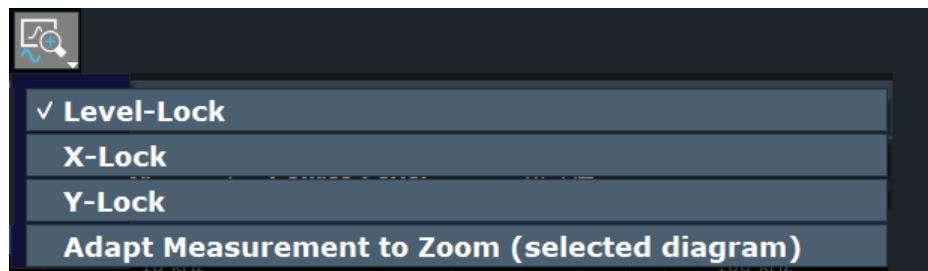 ✓ Level-Lock
X-Lock
Y-Lock
Adapt Measurement to Zoom (selected diagram)